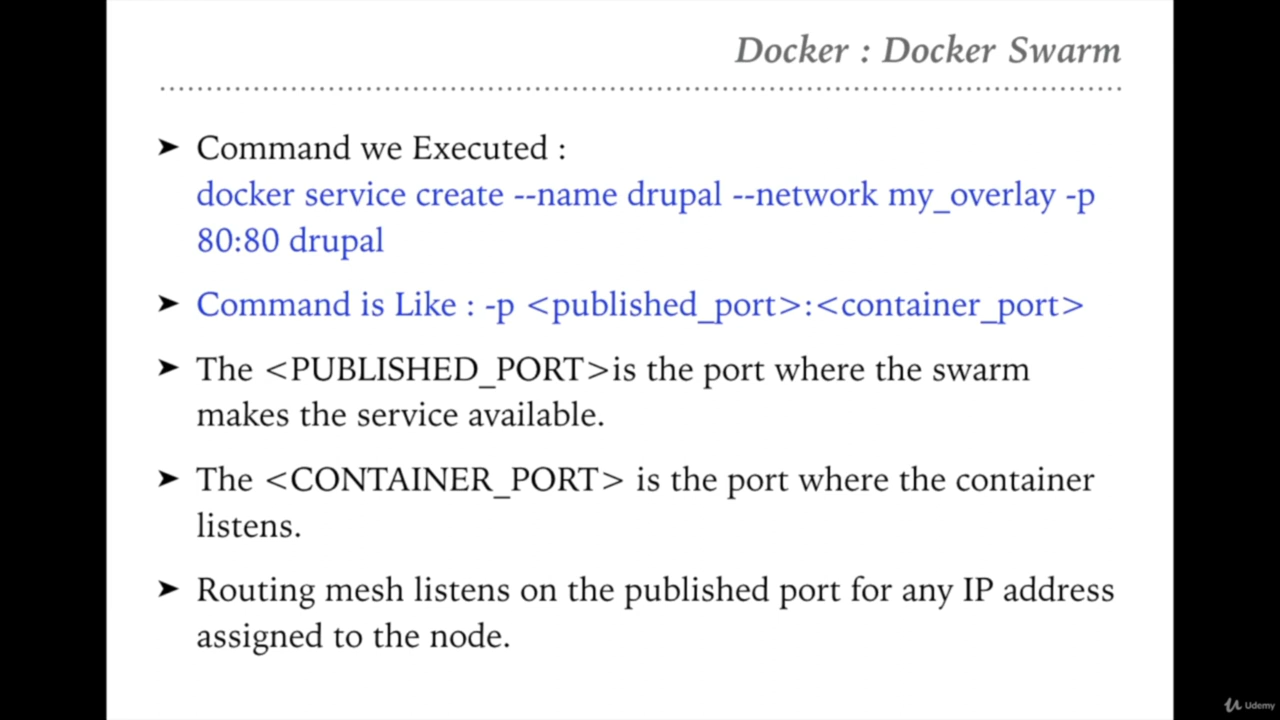 Docker : Docker Swarm
➤ Command we Executed :
docker service create --name drupal --network my_overlay -p
80:80 drupal
➤ Command is Like : -p <published_port>:<container_port>
➤ The <PUBLISHED_PORT>is the port where the swarm
makes the service available.
➤ The <CONTAINER_PORT> is the port where the container
listens.
➤ Routing mesh listens on the published port for any IP address
assigned to the node.
Udemy